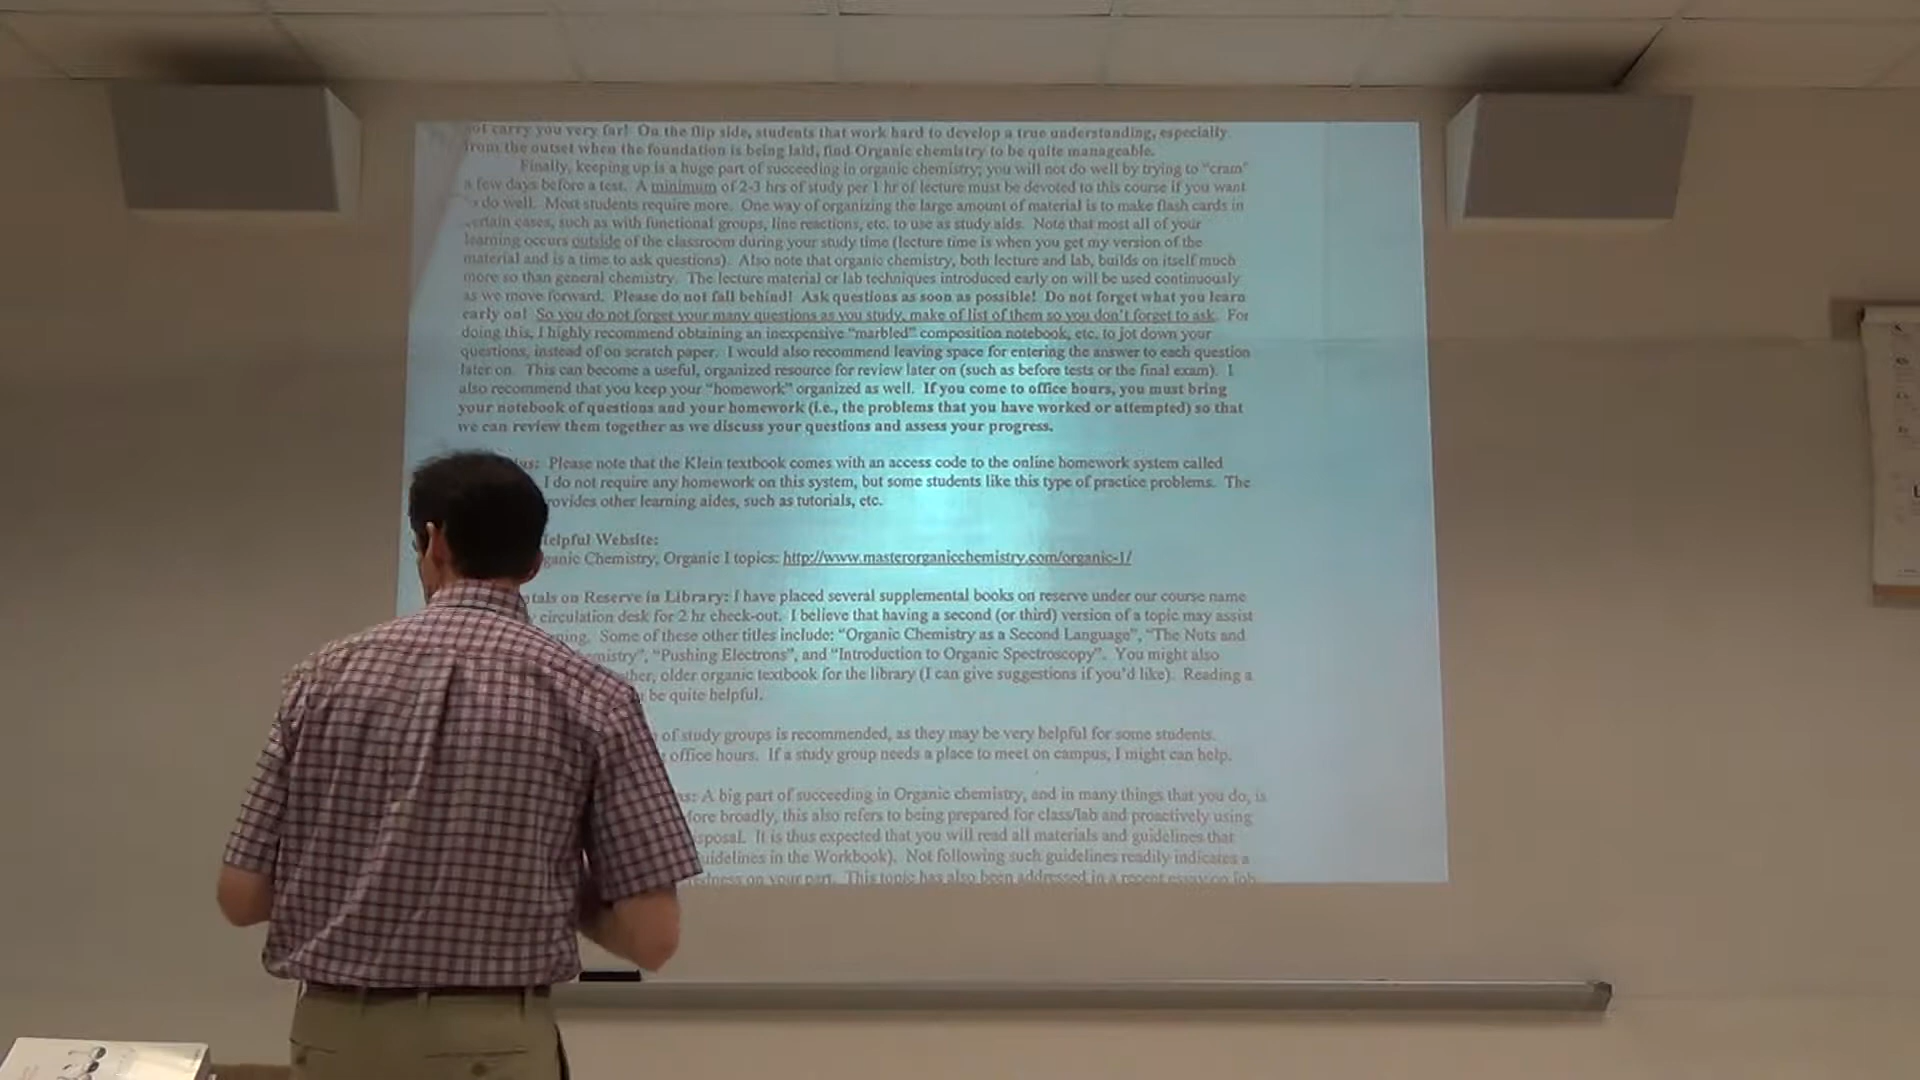 not carry you very far! On the flip side, students that work hard to develop a true understanding, especially
from the outset when the foundation is being laid, find Organic chemistry to be quite manageable.
Finally, keeping up is a huge part of succeeding in organic chemistry; you will not do well by trying to “cram”
a few days before a test. A minimum of 2-3 hrs of study per 1 hr of lecture must be devoted to this course if you want
to do well. Most students require more. One way of organizing the large amount of material is to make flash cards in
certain cases, such as with functional groups, line reactions, etc. to use as study aids. Note that most all of your
learning occurs outside of the classroom during your study time (lecture time is when you get my version of the
material and is a time to ask questions). Also note that organic chemistry, both lecture and lab, builds on itself much
more so than general chemistry. The lecture material or lab techniques introduced early on will be used continuously
as we move forward. Please do not fall behind! Ask questions as soon as possible! Do not forget what you learn
early on! So you do not forget your many questions as you study, make of list of them so you don’t forget to ask. For
doing this, I highly recommend obtaining an inexpensive “marbled” composition notebook, etc. to jot down your
questions, instead of on scratch paper. I would also recommend leaving space for entering the answer to each question
later on. This can become a useful, organized resource for review later on (such as before tests or the final exam). I
also recommend that you keep your “homework” organized as well. If you come to office hours, you must bring
your notebook of questions and your homework (i.e., the problems that you have worked or attempted) so that
we can review them together as we discuss your questions and assess your progress.
us: Please note that the Klein textbook comes with an access code to the online homework system called
I do not require any homework on this system, but some students like this type of practice problems. The
ovides other learning aides, such as tutorials, etc.
elpful Website:
ganic Chemistry, Organic I topics: http://www.masterorganicchemistry.com/organic-1/
tals on Reserve in Library: I have placed several supplemental books on reserve under our course name
circulation desk for 2 hr check-out. I believe that having a second (or third) version of a topic may assist
ning. Some of these other titles include: “Organic Chemistry as a Second Language”, “The Nuts and
mistry”, “Pushing Electrons”, and “Introduction to Organic Spectroscopy”. You might also
ther, older organic textbook for the library (I can give suggestions if you’d like). Reading a
be quite helpful.
of study groups is recommended, as they may be very helpful for some students.
office hours. If a study group needs a place to meet on campus, I might can help.
ns: A big part of succeeding in Organic chemistry, and in many things that you do, is
ore broadly, this also refers to being prepared for class/lab and proactively using
sposal. It is thus expected that you will read all materials and guidelines that
uidelines in the Workbook). Not following such guidelines readily indicates a
on your part. This topic has also been addressed in a recent essay on job